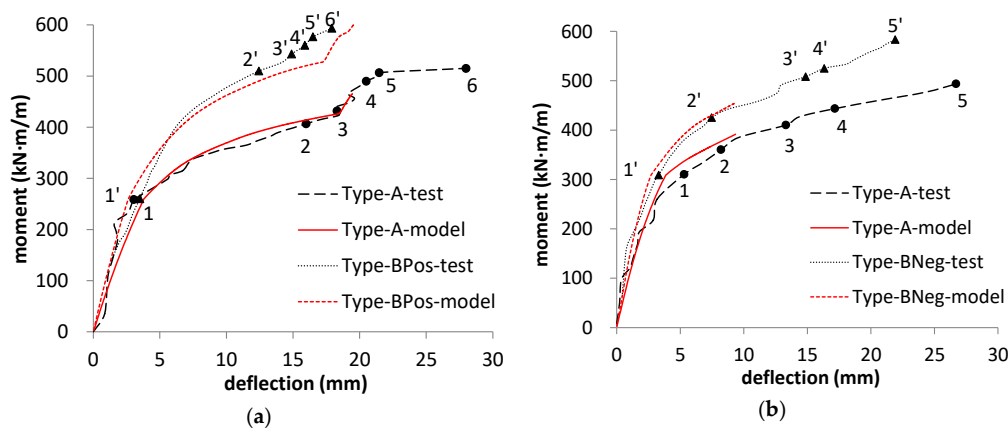 600
500
400
300
200
100
0
0 5 10 15 20 25 30
moment (kN·m/m)
deflection (mm)
1'
2'
3'
4'
5'
6'
1
2
3
4
5
6
Type-A-test
Type-A-model
Type-BPos-test
Type-BPos-model
(a)
600
500
400
300
200
100
0
0 5 10 15 20 25 30
moment (kN·m/m)
deflection (mm)
1'
2'
3'
4'
5'
1
2
3
4
5
Type-A-test
Type-A-model
Type-BNeg-test
Type-BNeg-model
(b)